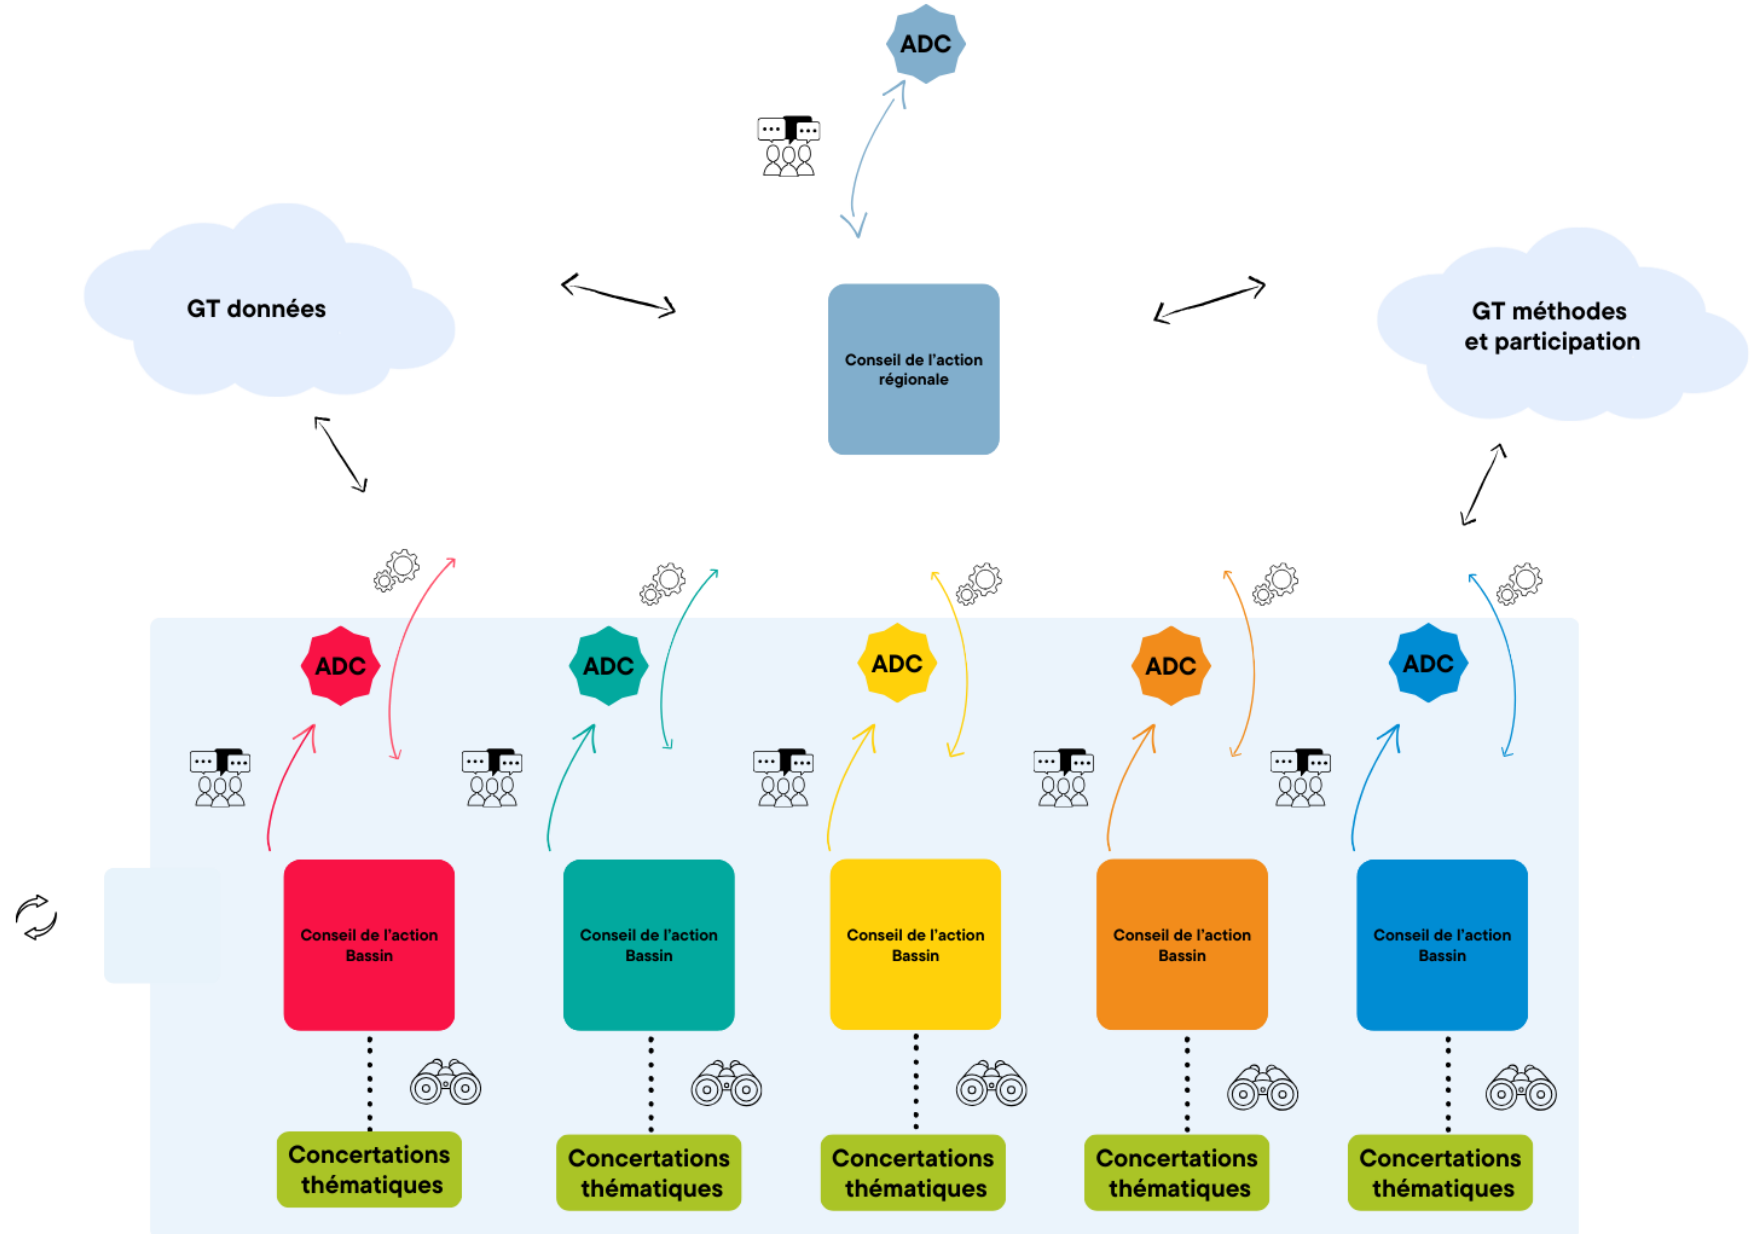 ADC
GT données
GT méthodes
et participation
Conseil de l'action
régionale
ADC
ADC
ADC
ADC
ADC
Conseil de l'action
Bassin
Conseil de l'action
Bassin
Conseil de l'action
Bassin
Conseil de l'action
Bassin
Conseil de l'action
Bassin
Concertations
thématiques
Concertations
thématiques
Concertations
thématiques
Concertations
thématiques
Concertations
thématiques